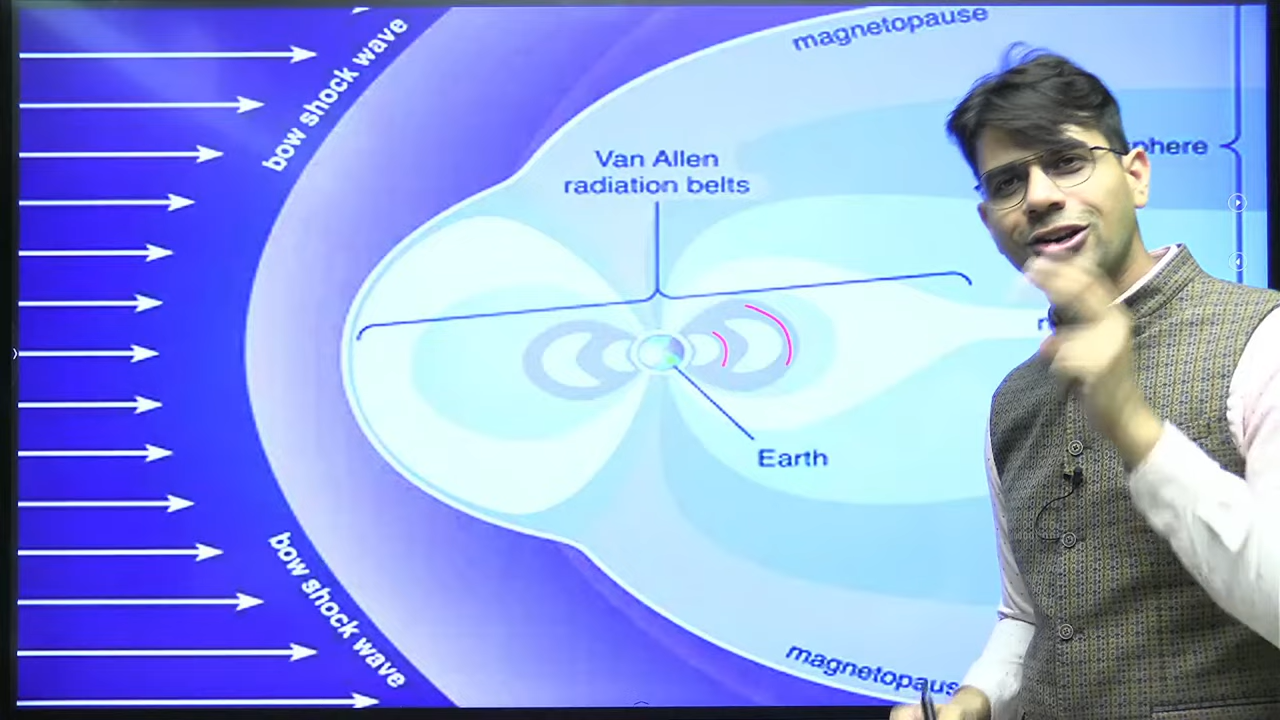 magnetopause
bow shock wave
Van Allen
radiation belts
Earth
bow shock wave